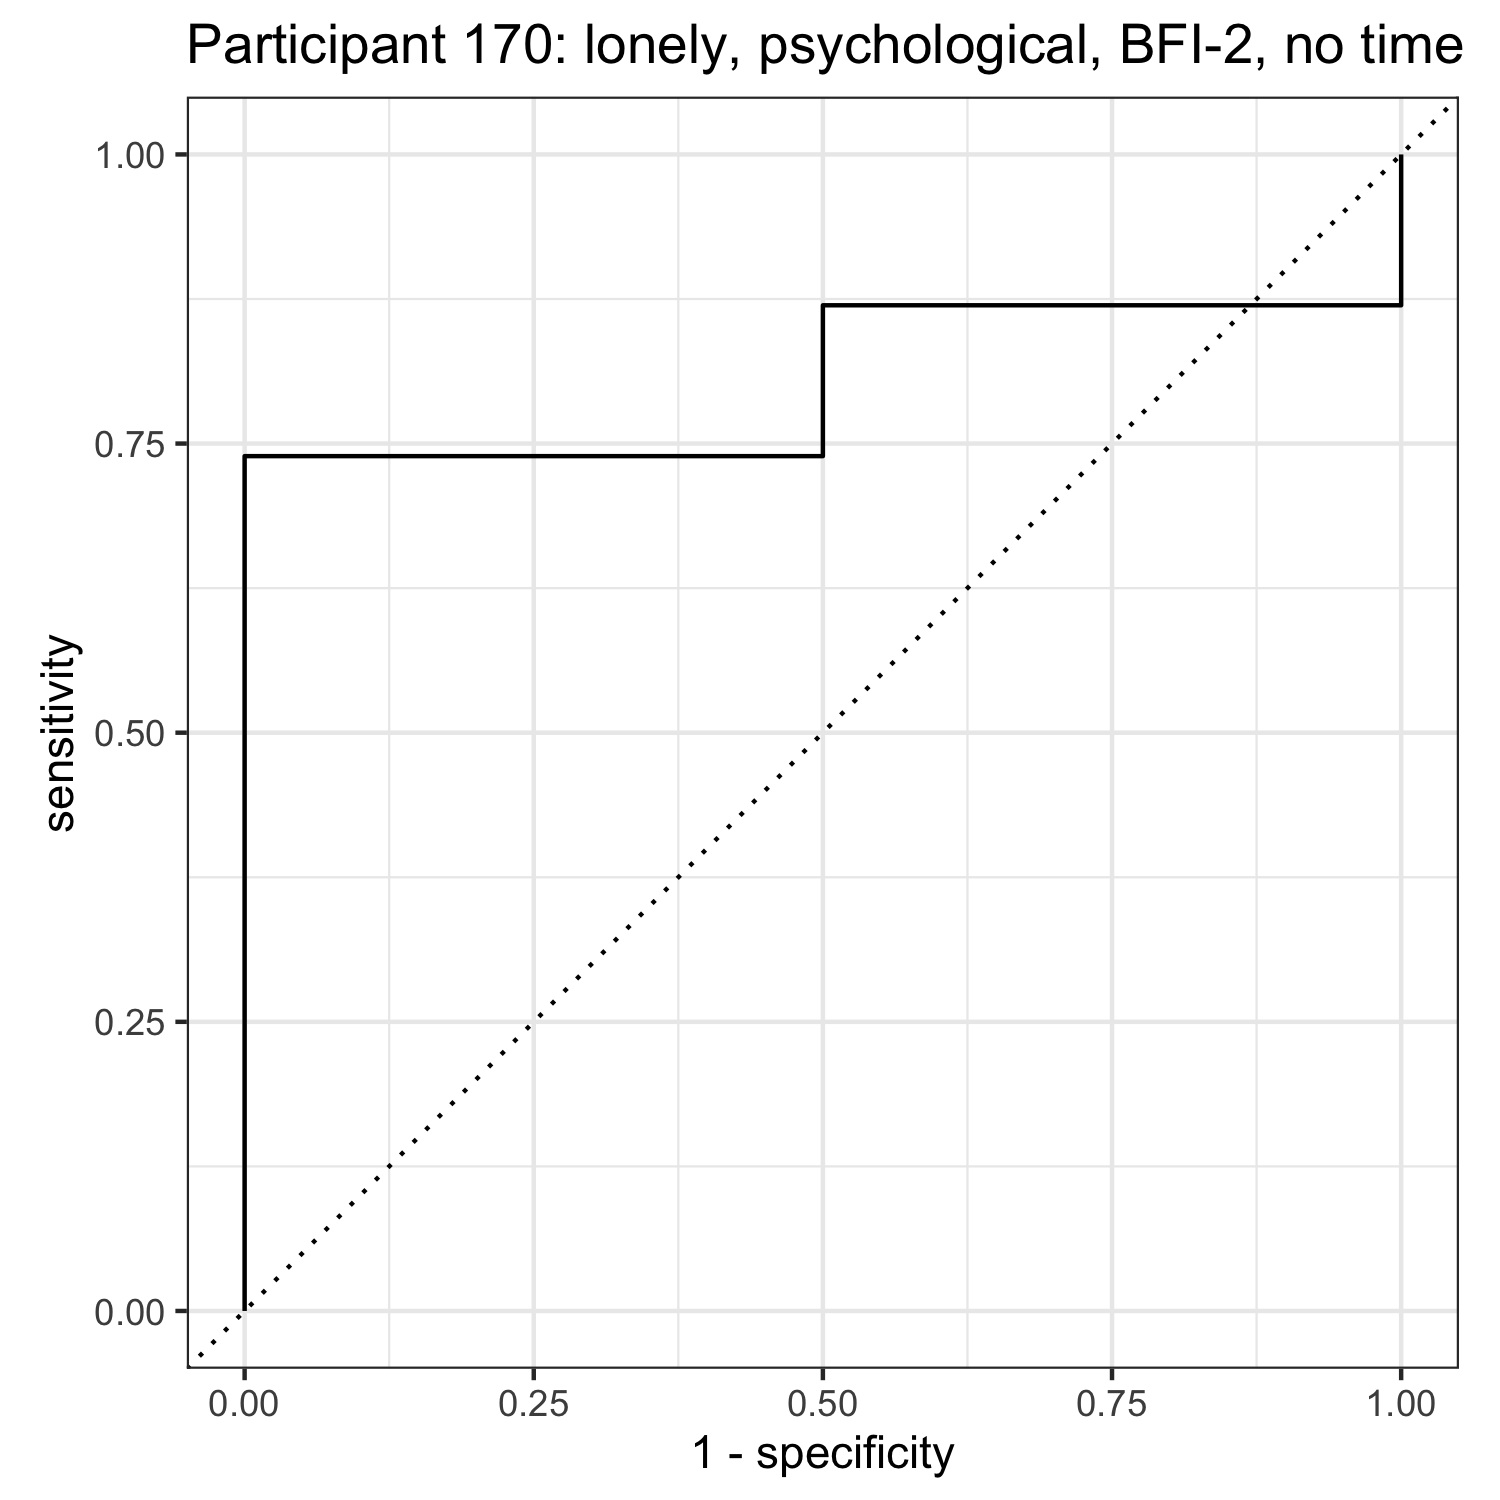 Participant 170: lonely, psychological, BFI-2, no time
1.00
0.75
0.50
0.25
0.00
sensitivity
0.00 0.25 0.50 0.75 1.00
1 - specificity